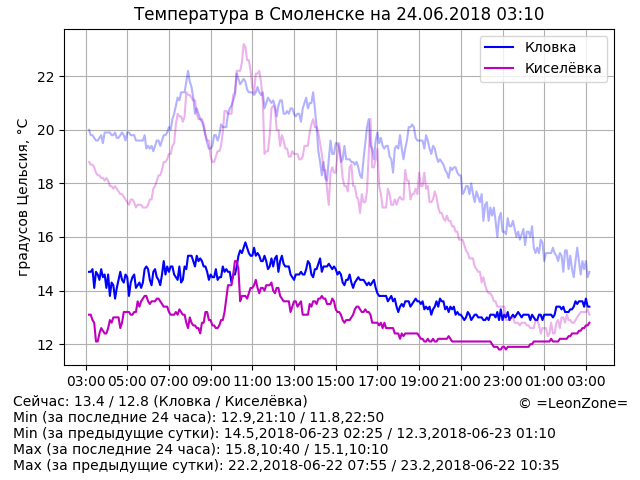 Температура в Смоленске на 24.06.2018 03:10
Кловка
Киселёвка
градусов Цельсия, °C
22
20
18
16
14
12
03:00 05:00 07:00 09:00 11:00 13:00 15:00 17:00 19:00 21:00 23:00 01:00 03:00
Сейчас: 13.4 / 12.8 (Кловка / Киселёвка)
© =LeonZone=
Min (за последние 24 часа): 12.9,21:10 / 11.8,22:50
Min (за предыдущие сутки): 14.5,2018-06-23 02:25 / 12.3,2018-06-23 01:10
Max (за последние 24 часа): 15.8,10:40 / 15.1,10:10
Max (за предыдущие сутки): 22.2,2018-06-22 07:55 / 23.2,2018-06-22 10:35